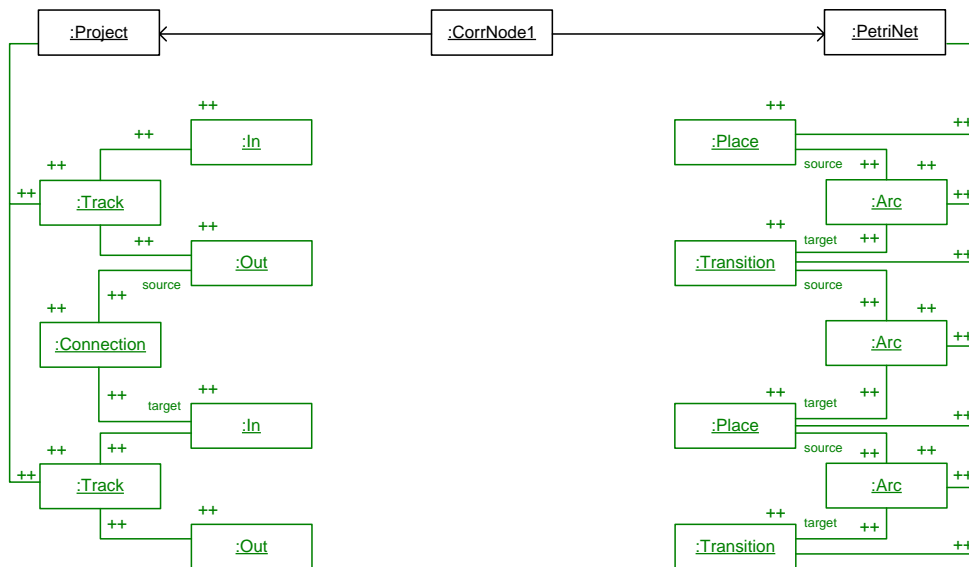 :Project
:CorrNode1
:PetriNet
++
++
++
++
:In
:Place
++
++
source
++
++
++
++
:Track
:Arc
++
++
++
++
target
++
:Out
:Transition
++
source
source
++
++
++
++
:Connection
:Arc
++
++
++
++
++
target
target
++
:In
:Place
++
source
++
++
++
++
++
++
:Track
:Arc
++
++
++
target
++
++
++
:Out
:Transition